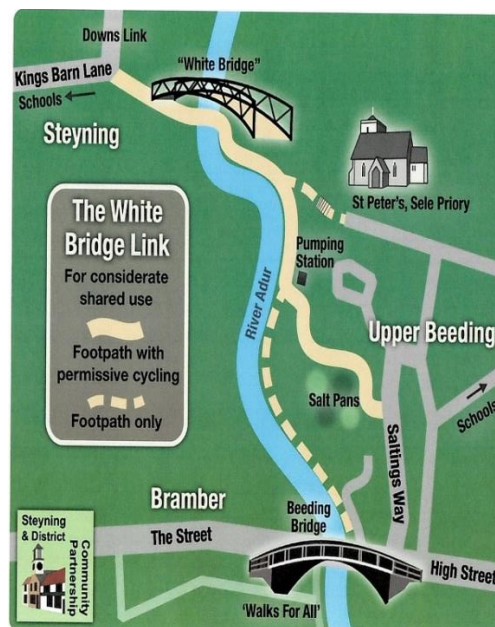 Downs Link
Kings Barn Lane
Schools
"White Bridge"
Steyning
St Peter's, Sele Priory
The White
Bridge Link
For considerate
shared use
Footpath with
permissive cycling
Footpath only
Pumping
Station
River Adur
Upper Beeding
Salt Pans
Saltings Way
Schools
Bramber
Beeding
Bridge
The Street
High Street
'Walks For All'
Steyning
& District
Community
Partnership